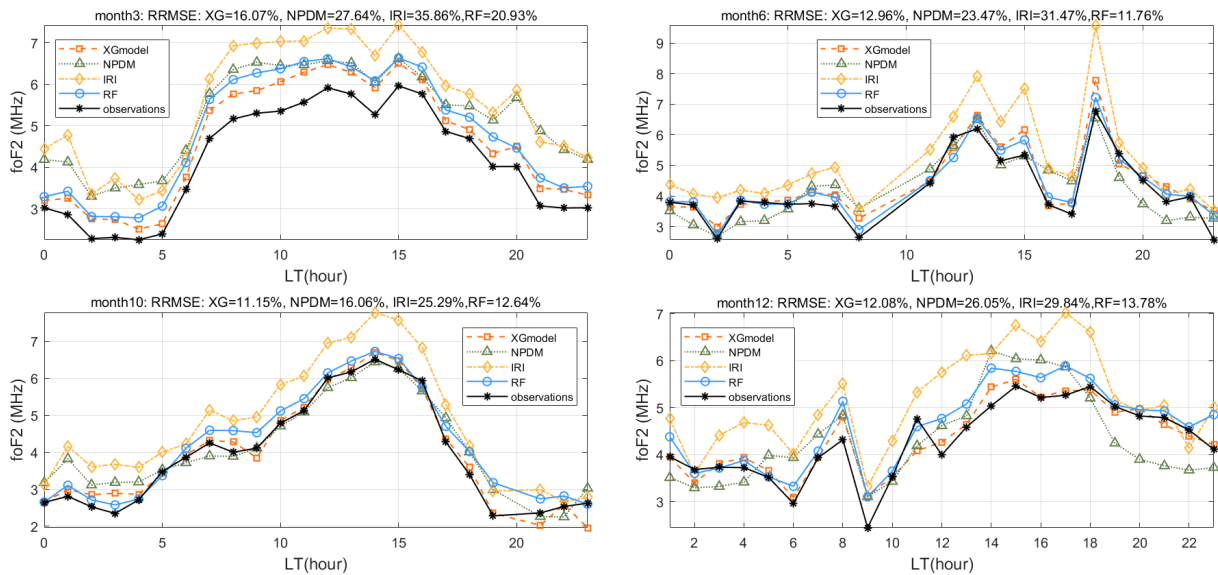 month3: RRMSE: XG=16.07%, NPDM=27.64%, IRI=35.86%,RF=20.93%
7
6
5
4
3
foF2 (MHz)
XGmodel
NPDM
IRI
RF
observations
0 5 10 15 20
LT(hour)
month6: RRMSE: XG=12.96%, NPDM=23.47%, IRI=31.47%,RF=11.76%
9
8
7
6
5
4
3
foF2 (MHz)
XGmodel
NPDM
IRI
RF
observations
0 5 10 15 20
LT(hour)
month10: RRMSE: XG=11.15%, NPDM=16.06%, IRI=25.29%,RF=12.64%
7
6
5
4
3
2
foF2 (MHz)
XGmodel
NPDM
IRI
RF
observations
0 5 10 15 20
LT(hour)
month12: RRMSE: XG=12.08%, NPDM=26.05%, IRI=29.84%,RF=13.78%
7
6
5
4
3
foF2 (MHz)
XGmodel
NPDM
IRI
RF
observations
2 4 6 8 10 12 14 16 18 20 22
LT(hour)